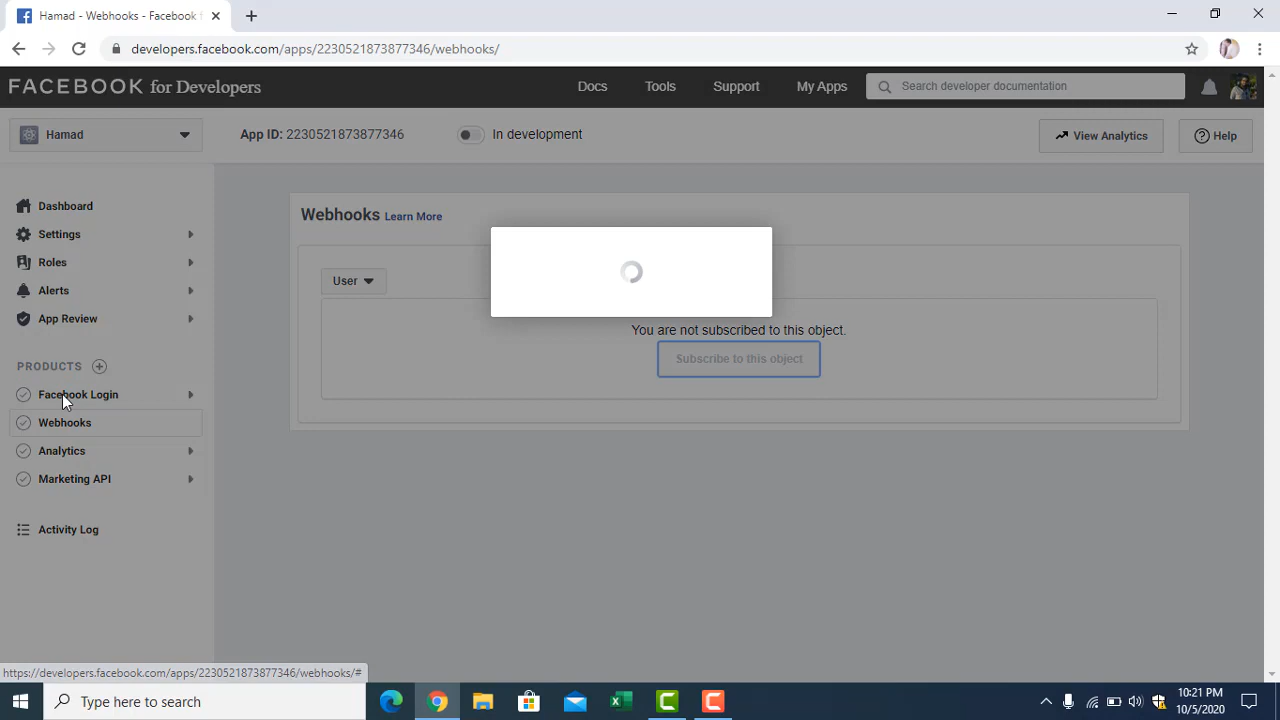 Hamad - Webhooks - Facebook f
developers.facebook.com/apps/2230521873877346/webhooks/
FACEBOOK for Developers
Docs
Tools
Support
My Apps
Search developer documentation
Hamad
App ID: 2230521873877346
In development
View Analytics
Help
Dashboard
Settings
Roles
Alerts
App Review
PRODUCTS
Facebook Login
Webhooks
Analytics
Marketing API
Activity Log
Webhooks Learn More
User
You are not subscribed to this object.
Subscribe to this object
https://developers.facebook.com/apps/2230521873877346/webhooks/#
Type here to search
10:21 PM
10/5/2020